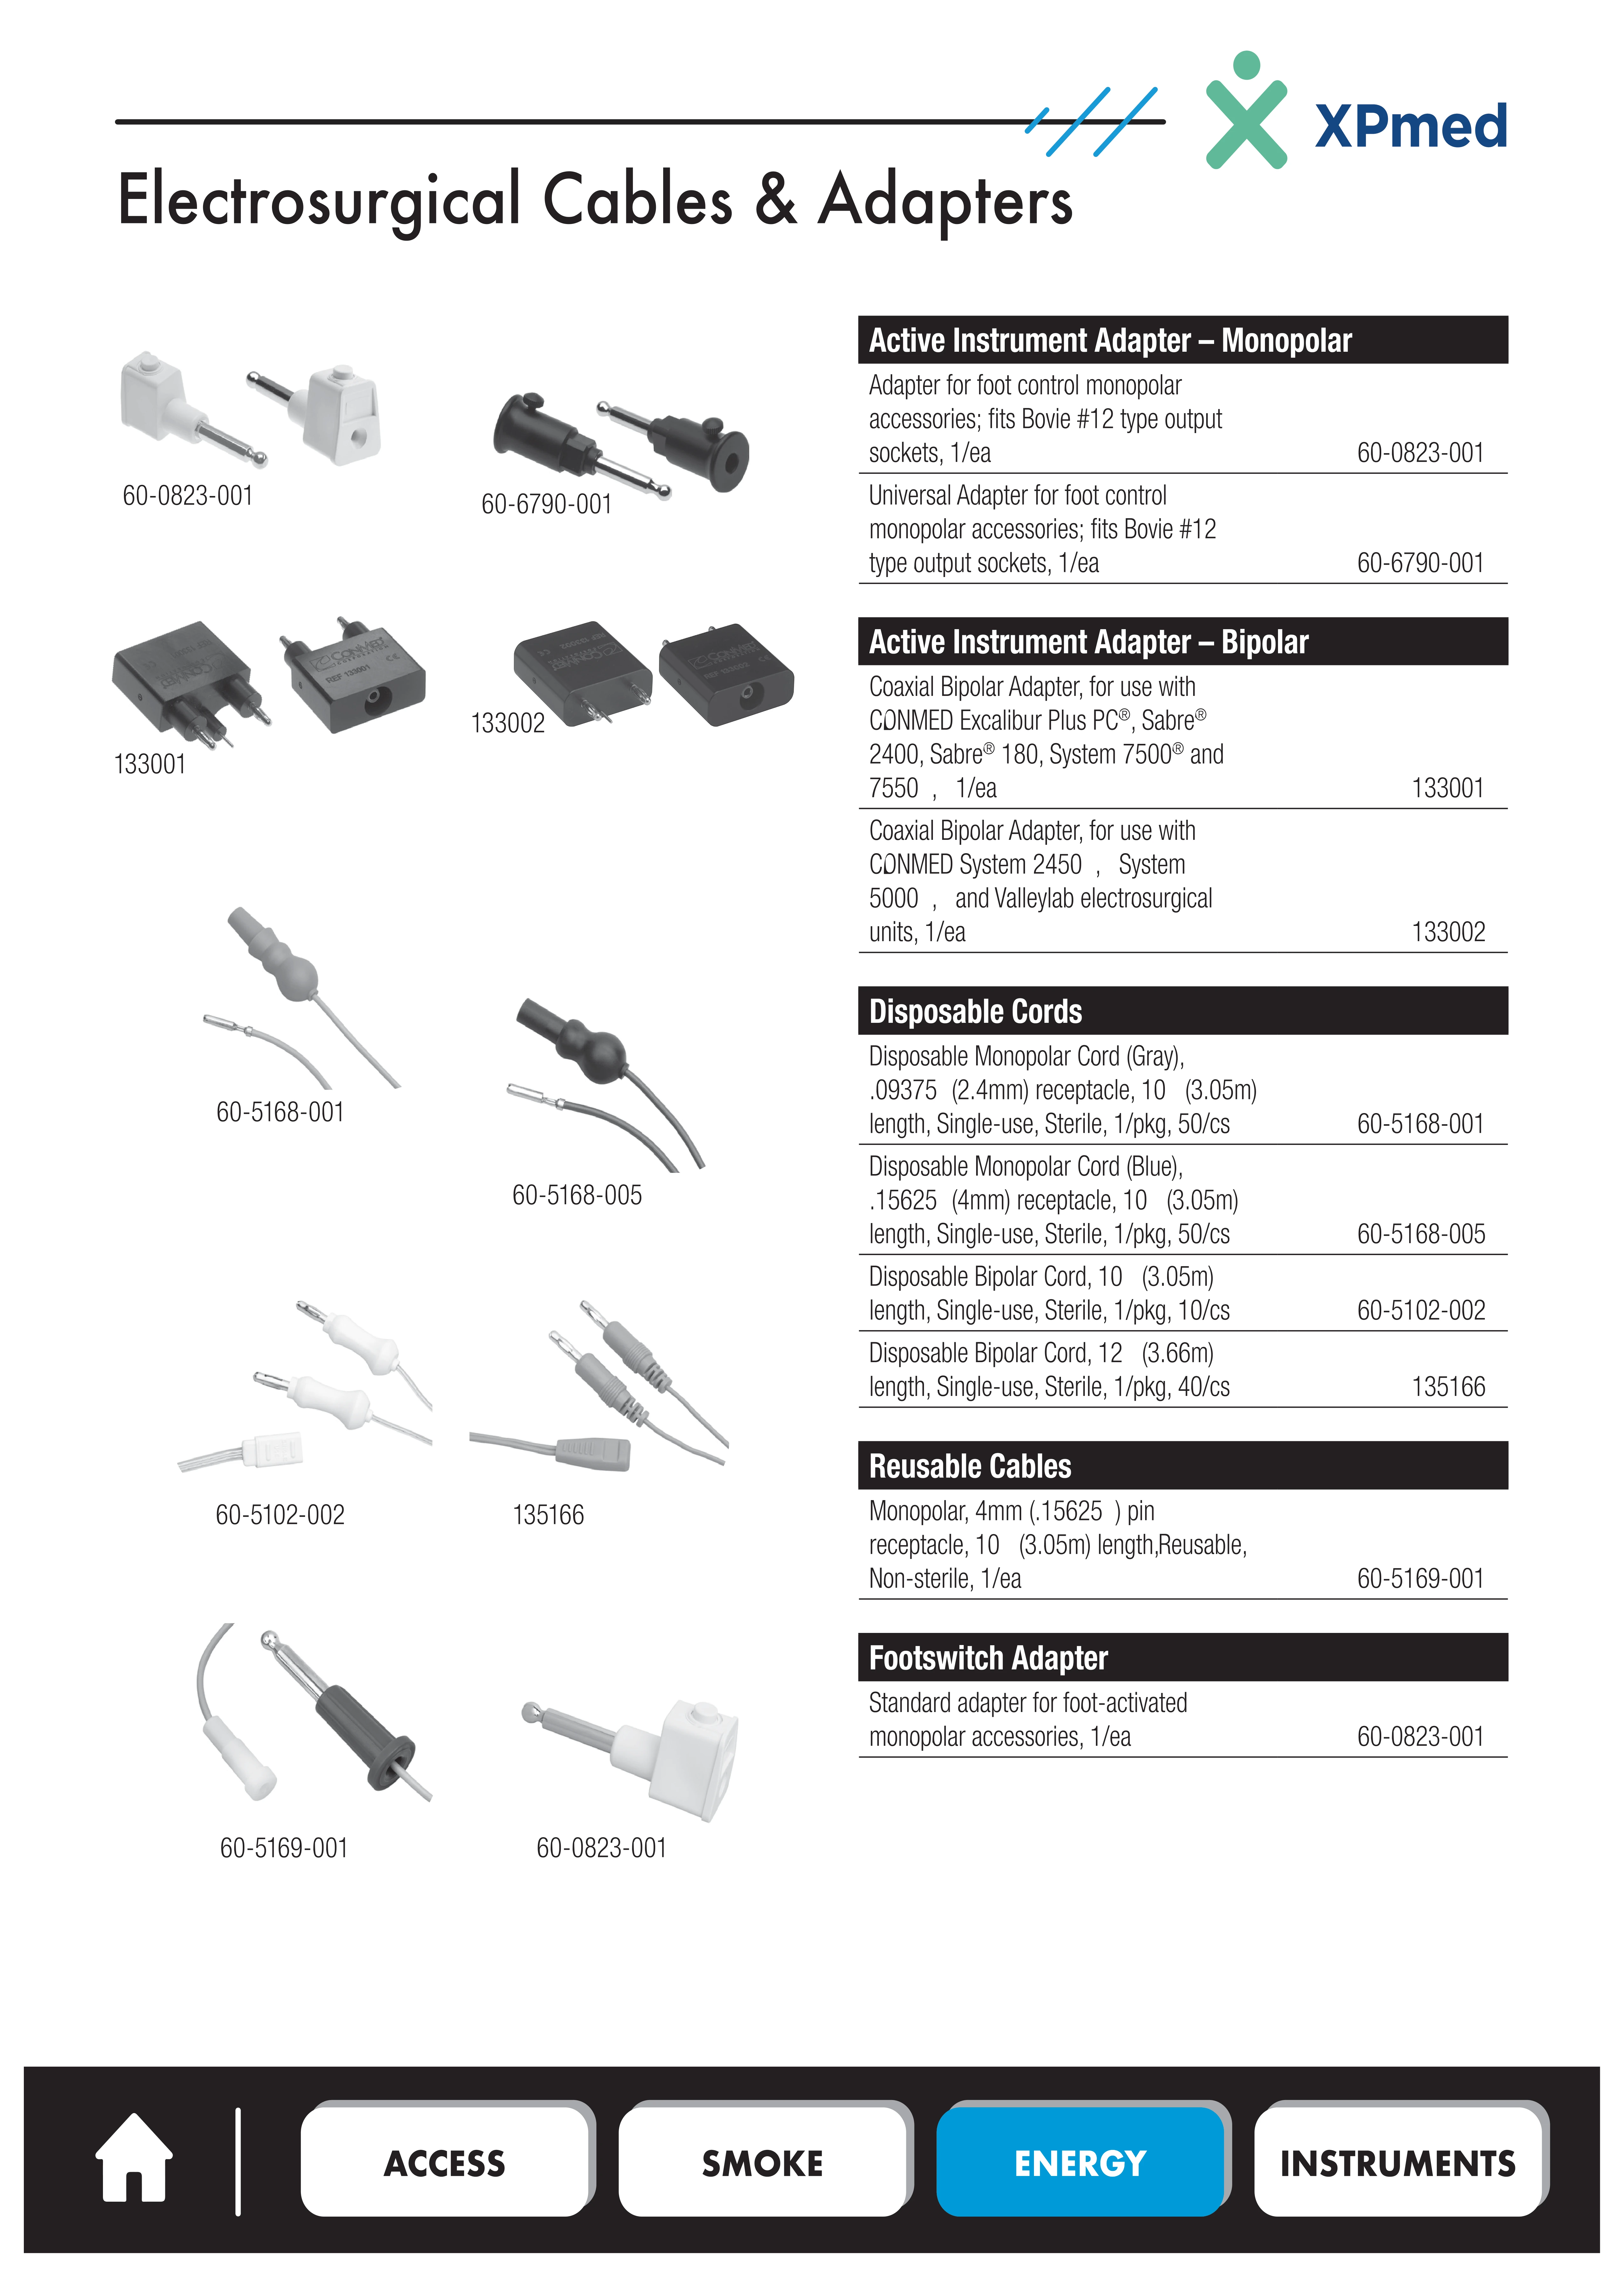 XPmed
Electrosurgical Cables & Adapters
60-0823-001
60-6790-001
CONMED
REF 133001
CE
133001
133002
60-5168-001
60-5168-005
60-5102-002
135166
60-5169-001
60-0823-001
Active Instrument Adapter – Monopolar
Adapter for foot control monopolar
accessories; fits Bovie #12 type output
sockets, 1/ea 60-0823-001
Universal Adapter for foot control
monopolar accessories; fits Bovie #12
type output sockets, 1/ea 60-6790-001
Active Instrument Adapter – Bipolar
Coaxial Bipolar Adapter, for use with
CONMED Excalibur Plus PC®, Sabre®
2400, Sabre® 180, System 7500® and
7550 , 1/ea 133001
Coaxial Bipolar Adapter, for use with
CONMED System 2450 , System
5000 , and Valleylab electrosurgical
units, 1/ea 133002
Disposable Cords
Disposable Monopolar Cord (Gray),
.09375 (2.4mm) receptacle, 10 (3.05m)
length, Single-use, Sterile, 1/pkg, 50/cs 60-5168-001
Disposable Monopolar Cord (Blue),
.15625 (4mm) receptacle, 10 (3.05m)
length, Single-use, Sterile, 1/pkg, 50/cs 60-5168-005
Disposable Bipolar Cord, 10 (3.05m)
length, Single-use, Sterile, 1/pkg, 10/cs 60-5102-002
Disposable Bipolar Cord, 12 (3.66m)
length, Single-use, Sterile, 1/pkg, 40/cs 135166
Reusable Cables
Monopolar, 4mm (.15625 ) pin
receptacle, 10 (3.05m) length,Reusable,
Non-sterile, 1/ea 60-5169-001
Footswitch Adapter
Standard adapter for foot-activated
monopolar accessories, 1/ea 60-0823-001
ACCESS
SMOKE
ENERGY
INSTRUMENTS